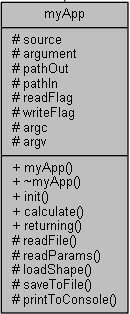 myApp
# source
# argument
# pathOut
# pathIn
# readFlag
# writeFlag
# argc
# argv
+ myApp()
+ ~myApp()
+ init()
+ calculate()
+ returning()
# readFile()
# readParams()
# loadShape()
# saveToFile()
# printToConsole()